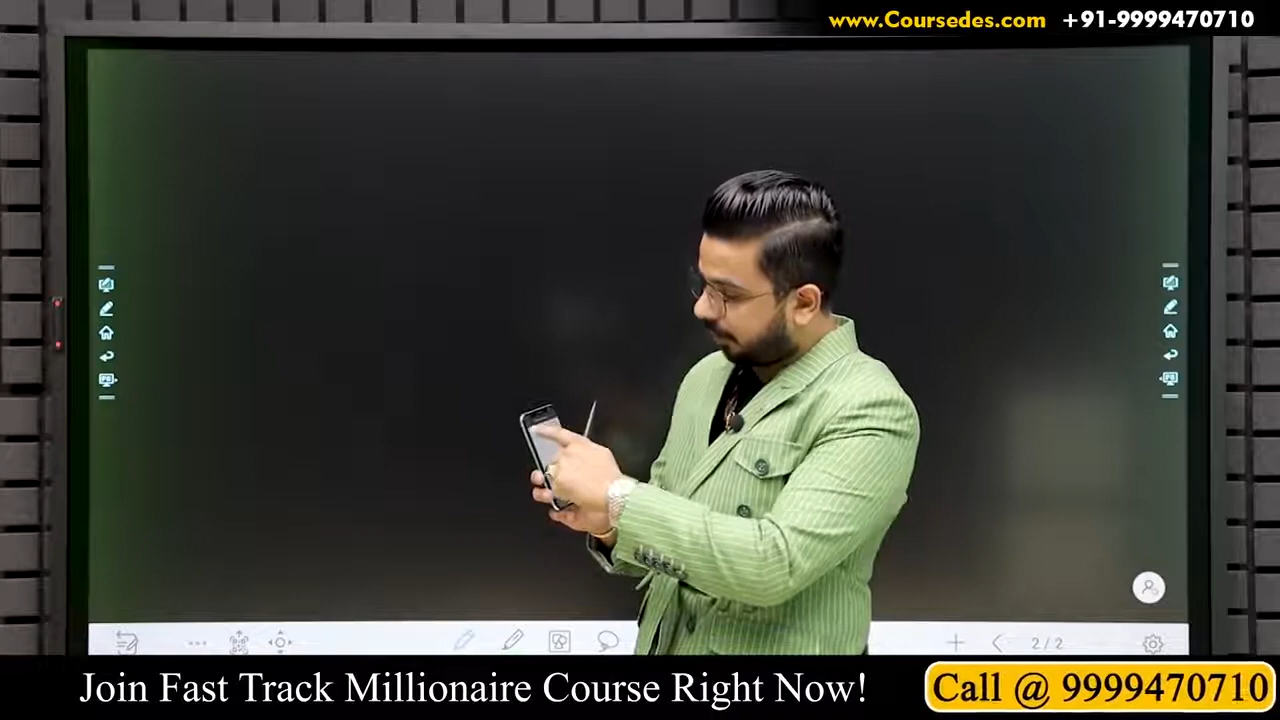 www.Coursedes.com +91-9999470710
2/2
Join Fast Track Millionaire Course Right Now!
Call @ 9999470710